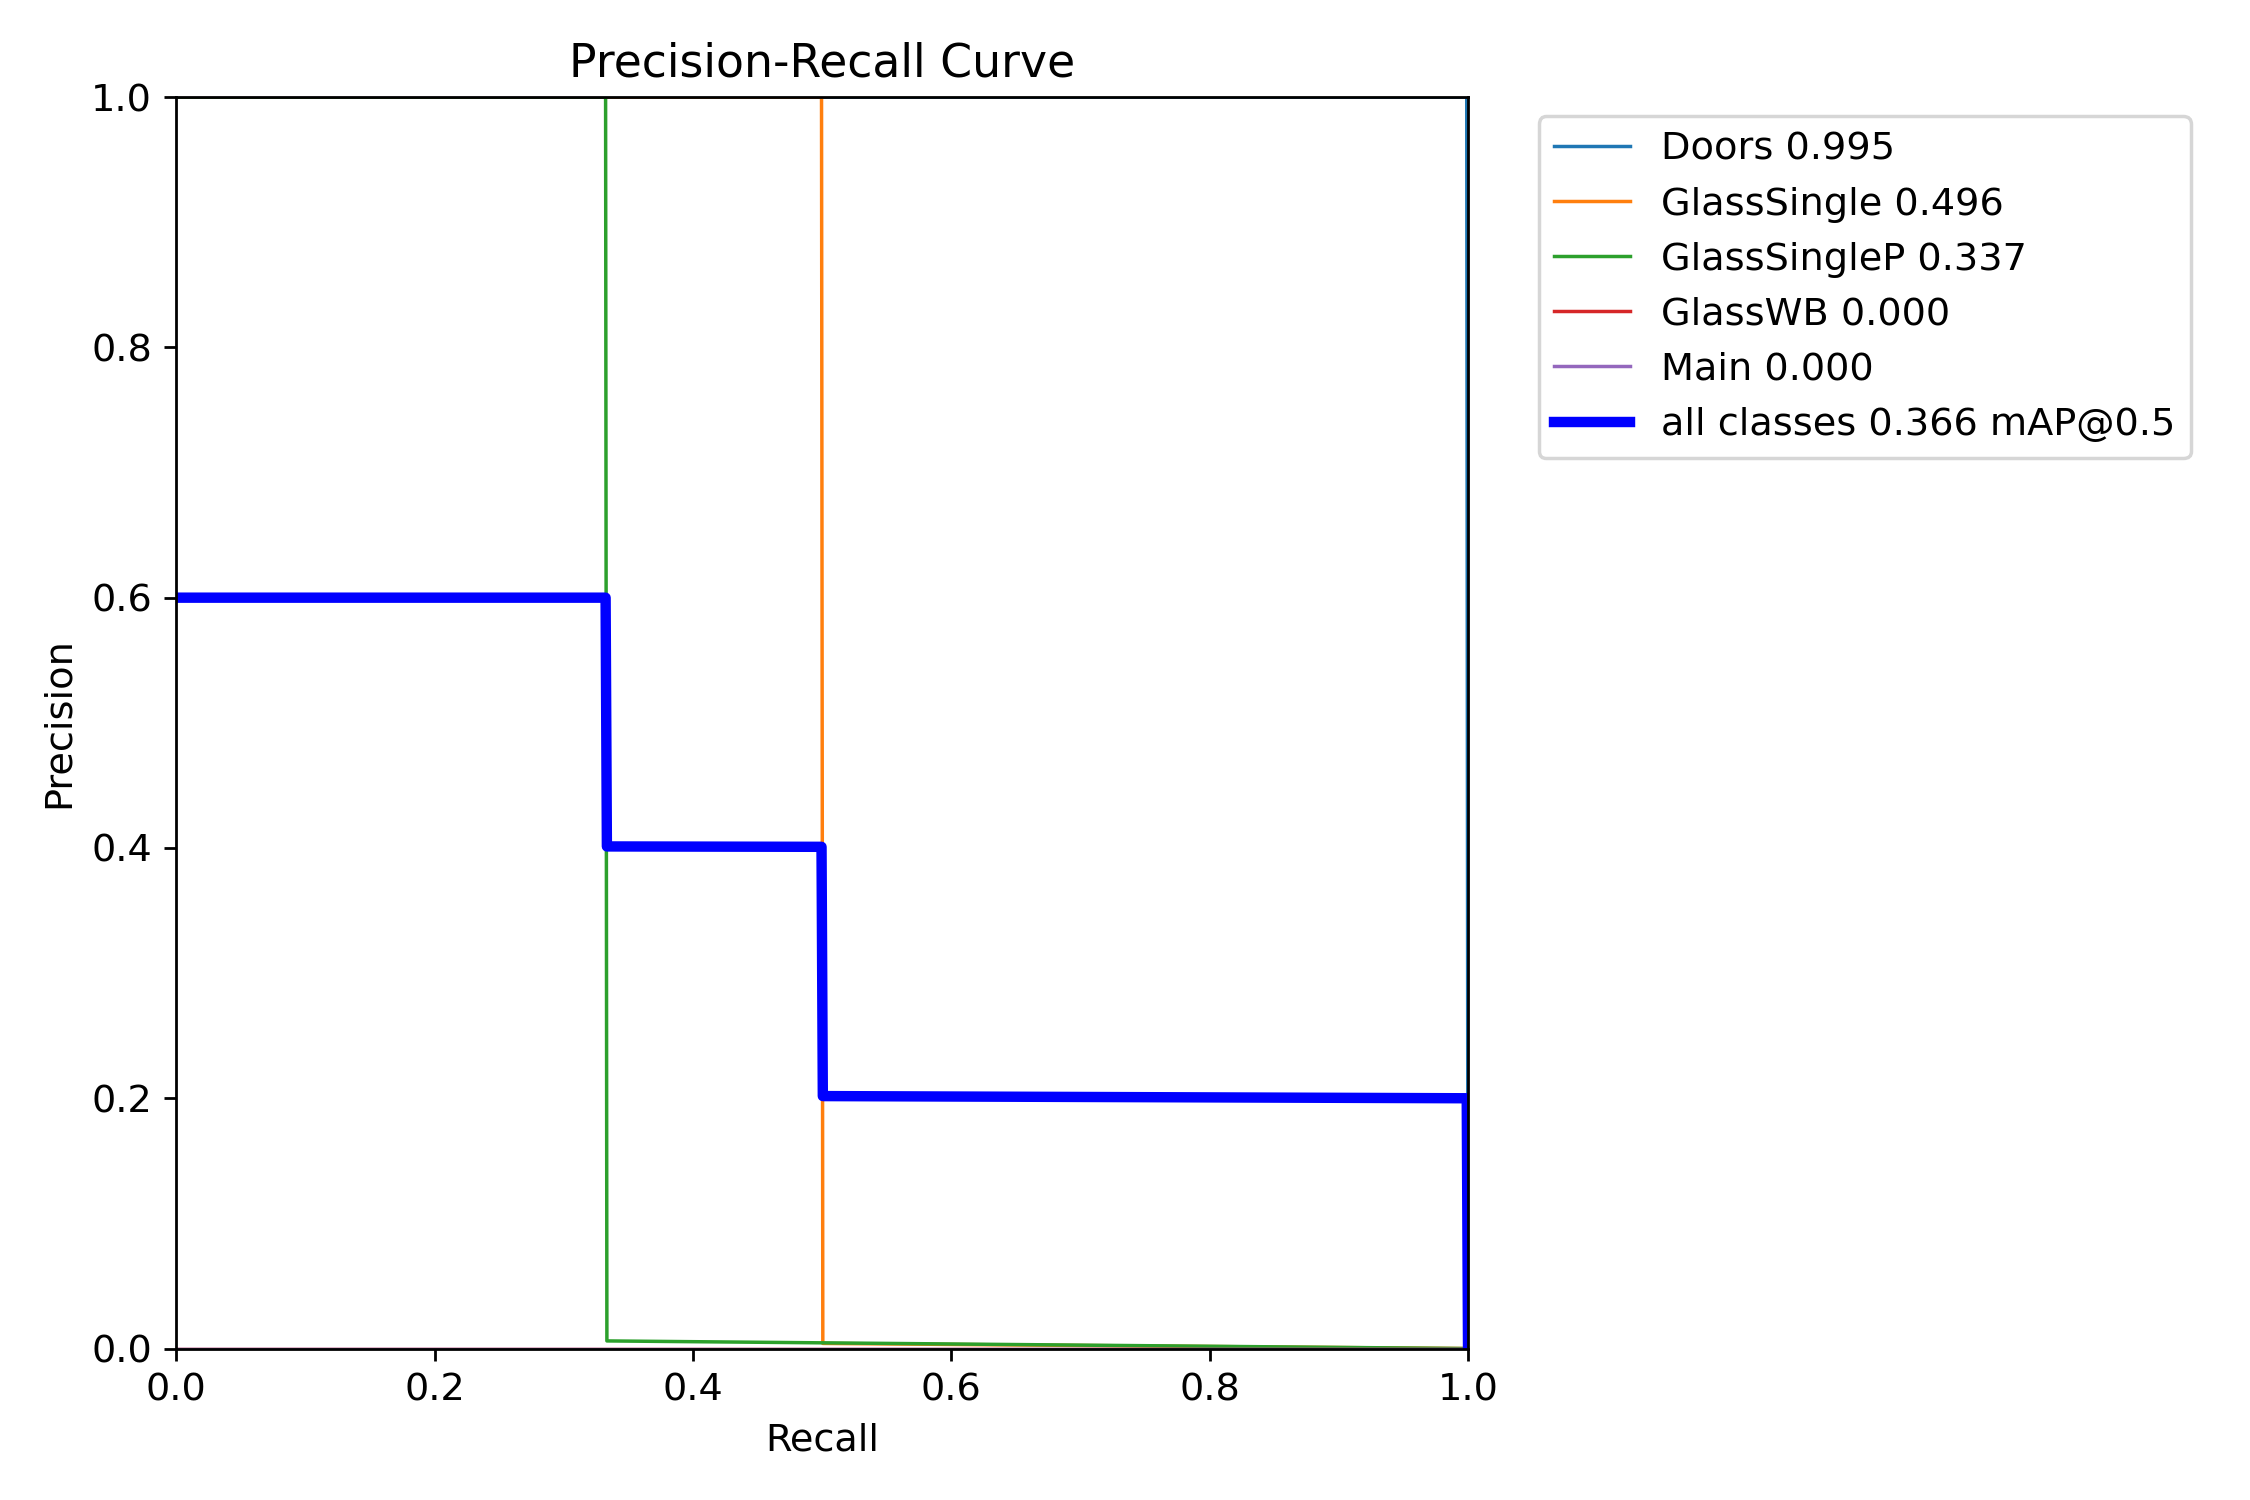 Precision-Recall Curve
1.0
0.8
0.6
0.4
0.2
0.0
Precision
0.0 0.2 0.4 0.6 0.8 1.0
Recall
Doors 0.995
GlassSingle 0.496
GlassSingleP 0.337
GlassWB 0.000
Main 0.000
all classes 0.366 mAP@0.5